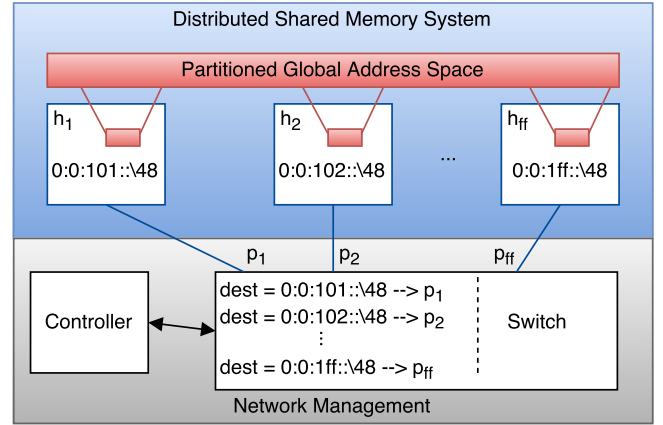 Distributed Shared Memory System
Partitioned Global Address Space
h1
0:0:101::\48
h2
0:0:102::\48
...
hff
0:0:1ff::\48
p1
p2
pff
Controller
dest = 0:0:101::\48 --> p1
dest = 0:0:102::\48 --> p2
⋮
dest = 0:0:1ff::\48 --> pff
Switch
Network Management